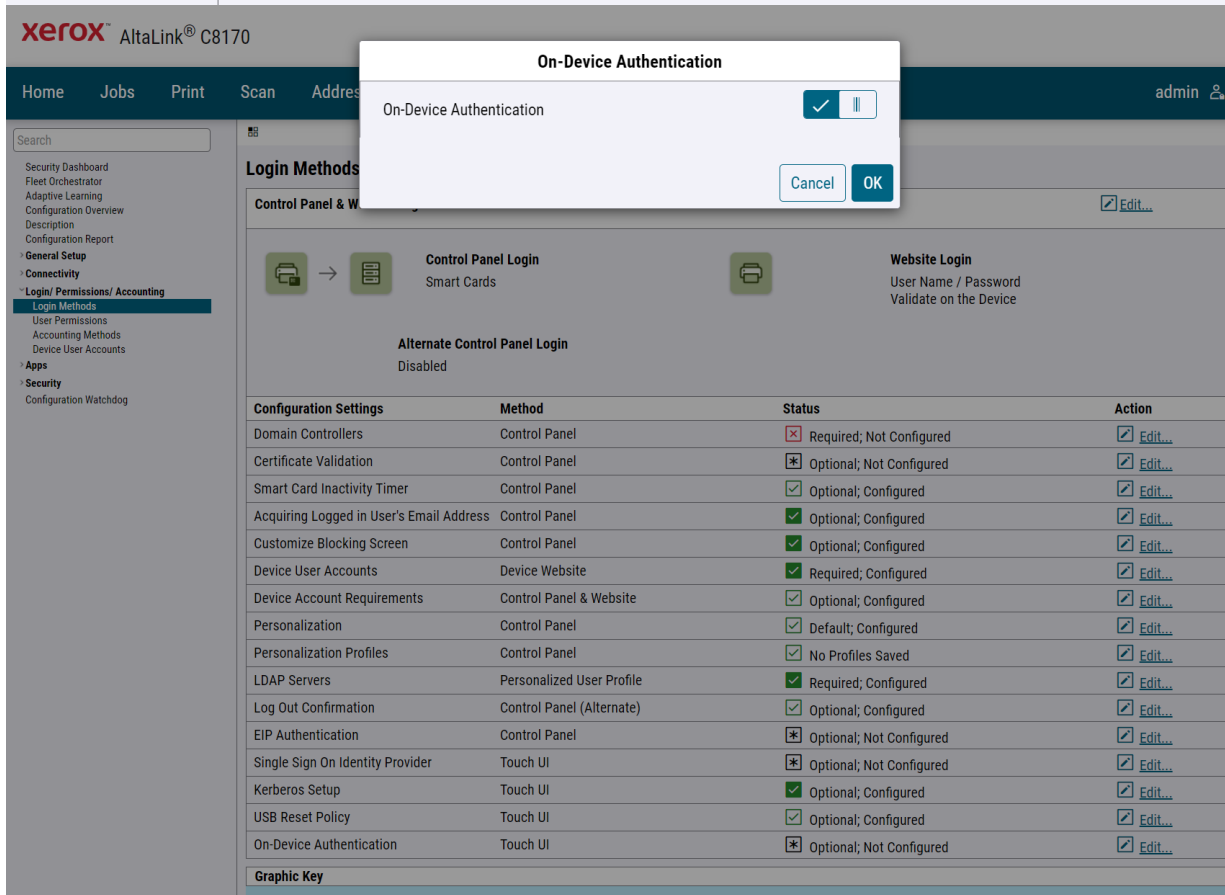 xerox™ AltaLink® C8170
On-Device Authentication
Home Jobs Print Scan admin
On-Device Authentication
Cancel OK
Search
Security Dashboard
Fleet Orchestrator
Adaptive Learning
Configuration Overview
Description
Configuration Report
General Setup
Connectivity
Login/ Permissions/ Accounting
Login Methods
User Permissions
Accounting Methods
Device User Accounts
Apps
Security
Configuration Watchdog
Login Methods
Control Panel & W Edit...
Control Panel Login
Smart Cards
Website Login
User Name / Password
Validate on the Device
Alternate Control Panel Login
Disabled
Configuration Settings Method Status Action
Domain Controllers Control Panel Required; Not Configured Edit...
Certificate Validation Control Panel Optional; Not Configured Edit...
Smart Card Inactivity Timer Control Panel Optional; Configured Edit...
Acquiring Logged in User's Email Address Control Panel Optional; Configured Edit...
Customize Blocking Screen Control Panel Optional; Configured Edit...
Device User Accounts Device Website Required; Configured Edit...
Device Account Requirements Control Panel & Website Optional; Configured Edit...
Personalization Control Panel Default; Configured Edit...
Personalization Profiles Control Panel No Profiles Saved Edit...
LDAP Servers Personalized User Profile Required; Configured Edit...
Log Out Confirmation Control Panel (Alternate) Optional; Configured Edit...
EIP Authentication Control Panel Optional; Not Configured Edit...
Single Sign On Identity Provider Touch UI Optional; Not Configured Edit...
Kerberos Setup Touch UI Optional; Configured Edit...
USB Reset Policy Touch UI Optional; Configured Edit...
On-Device Authentication Touch UI Optional; Not Configured Edit...
Graphic Key